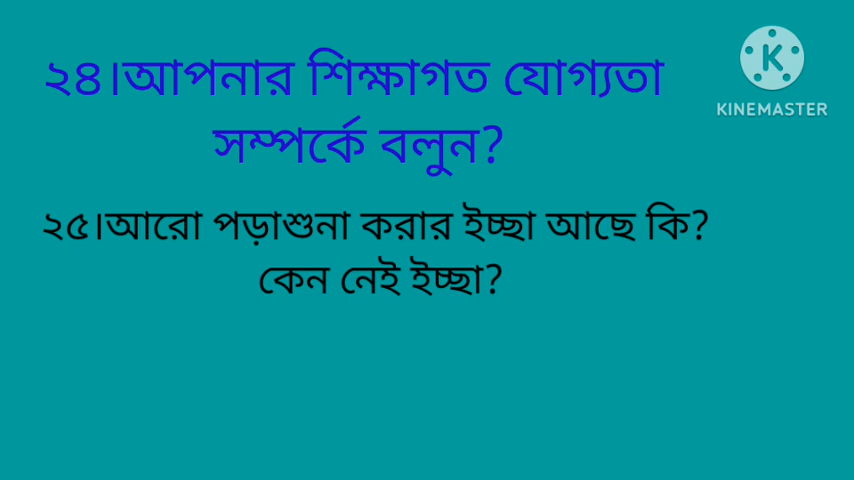 ২৪।আপনার শিক্ষাগত যোগ্যতা
সম্পর্কে বলুন?
২৫।আরো পড়াশুনা করার ইচ্ছা আছে কি?
কেন নেই ইচ্ছা?
K
KINEMASTER